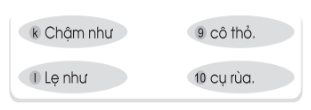 k Chậm như 9 cô thỏ.
l Lẹ như 10 cụ rùa.